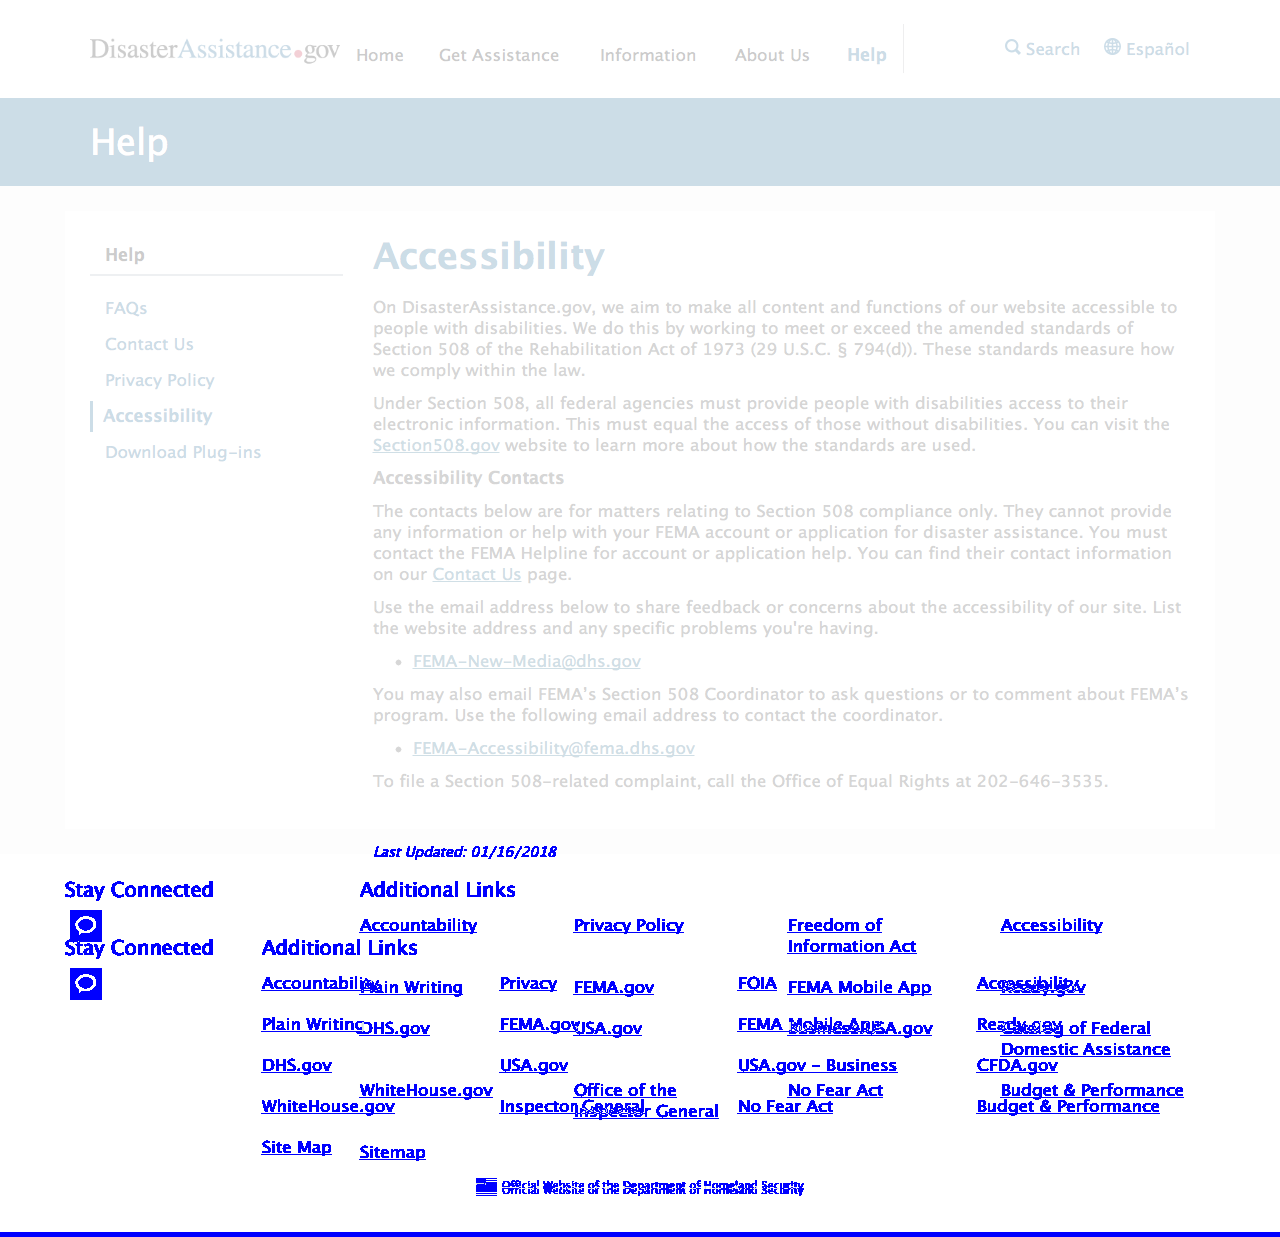 DisasterAssistance.gov Home Get Assistance Information About Us Help Search Español
Help
Help
FAQs
Contact Us
Privacy Policy
Accessibility
Download Plug-ins
Accessibility
On DisasterAssistance.gov, we aim to make all content and functions of our website accessible to
people with disabilities. We do this by working to meet or exceed the amended standards of
Section 508 of the Rehabilitation Act of 1973 (29 U.S.C. § 794(d)). These standards measure how
we comply within the law.
Under Section 508, all federal agencies must provide people with disabilities access to their
electronic information. This must equal the access of those without disabilities. You can visit the
Section508.gov website to learn more about how the standards are used.
Accessibility Contacts
The contacts below are for matters relating to Section 508 compliance only. They cannot provide
any information or help with your FEMA account or application for disaster assistance. You must
contact the FEMA Helpline for account or application help. You can find their contact information
on our Contact Us page.
Use the email address below to share feedback or concerns about the accessibility of our site. List
the website address and any specific problems you're having.
• FEMA-New-Media@dhs.gov
You may also email FEMA's Section 508 Coordinator to ask questions or to comment about FEMA's
program. Use the following email address to contact the coordinator.
• FEMA-Accessibility@fema.dhs.gov
To file a Section 508-related complaint, call the Office of Equal Rights at 202-646-3535.
Last Updated: 01/16/2018
Stay Connected Additional Links
Accountability Privacy Policy Freedom of Accessibility
Information Act
Stay Connected Additional Links
Accountability Privacy FOIA Accessibility
Plain Writing FEMA.gov FEMA Mobile App Ready.gov
Plain Writing FEMA.gov FEMA Mobile App Ready.gov
DHS.gov USA.gov BusinessUSA.gov Catalog of Federal
Domestic Assistance
DHS.gov USA.gov USA.gov - Business CFDA.gov
WhiteHouse.gov Office of the No Fear Act Budget & Performance
Inspector General
WhiteHouse.gov Inspector General No Fear Act Budget & Performance
Site Map
Sitemap
Official Website of the Department of Homeland Security